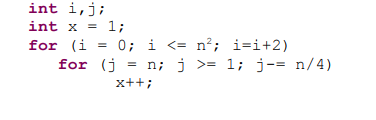 int i,j;
int x = 1;
for (i = 0; i <= n²; i=i+2)
for (j = n; j >= 1; j-= n/4)
x++;